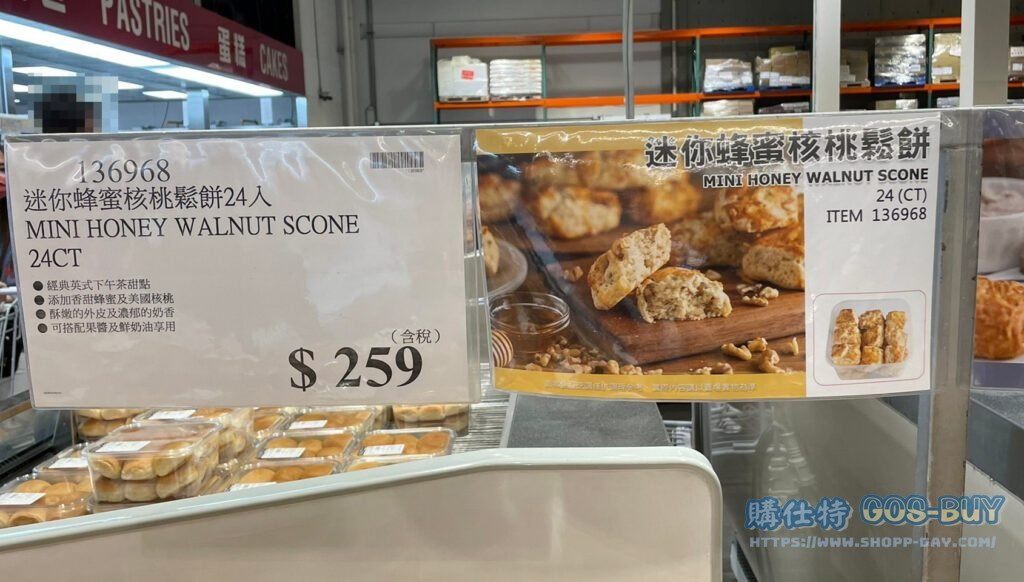 PASTRIES
蛋糕
CAKES
136968
迷你蜂蜜核桃鬆餅24入
MINI HONEY WALNUT SCONE
24CT
●經典英式下午茶甜點
●添加香甜蜂蜜及美國核桃
●酥嫩的外皮及濃郁的奶香
●可搭配果醬及鮮奶油享用
(含稅)
$ 259
迷你蜂蜜核桃鬆餅
MINI HONEY WALNUT SCONE
24 (CT)
ITEM 136968
購仕特 GOS-BUY
HTTPS://WWW.SHOPP-GAY.COM/